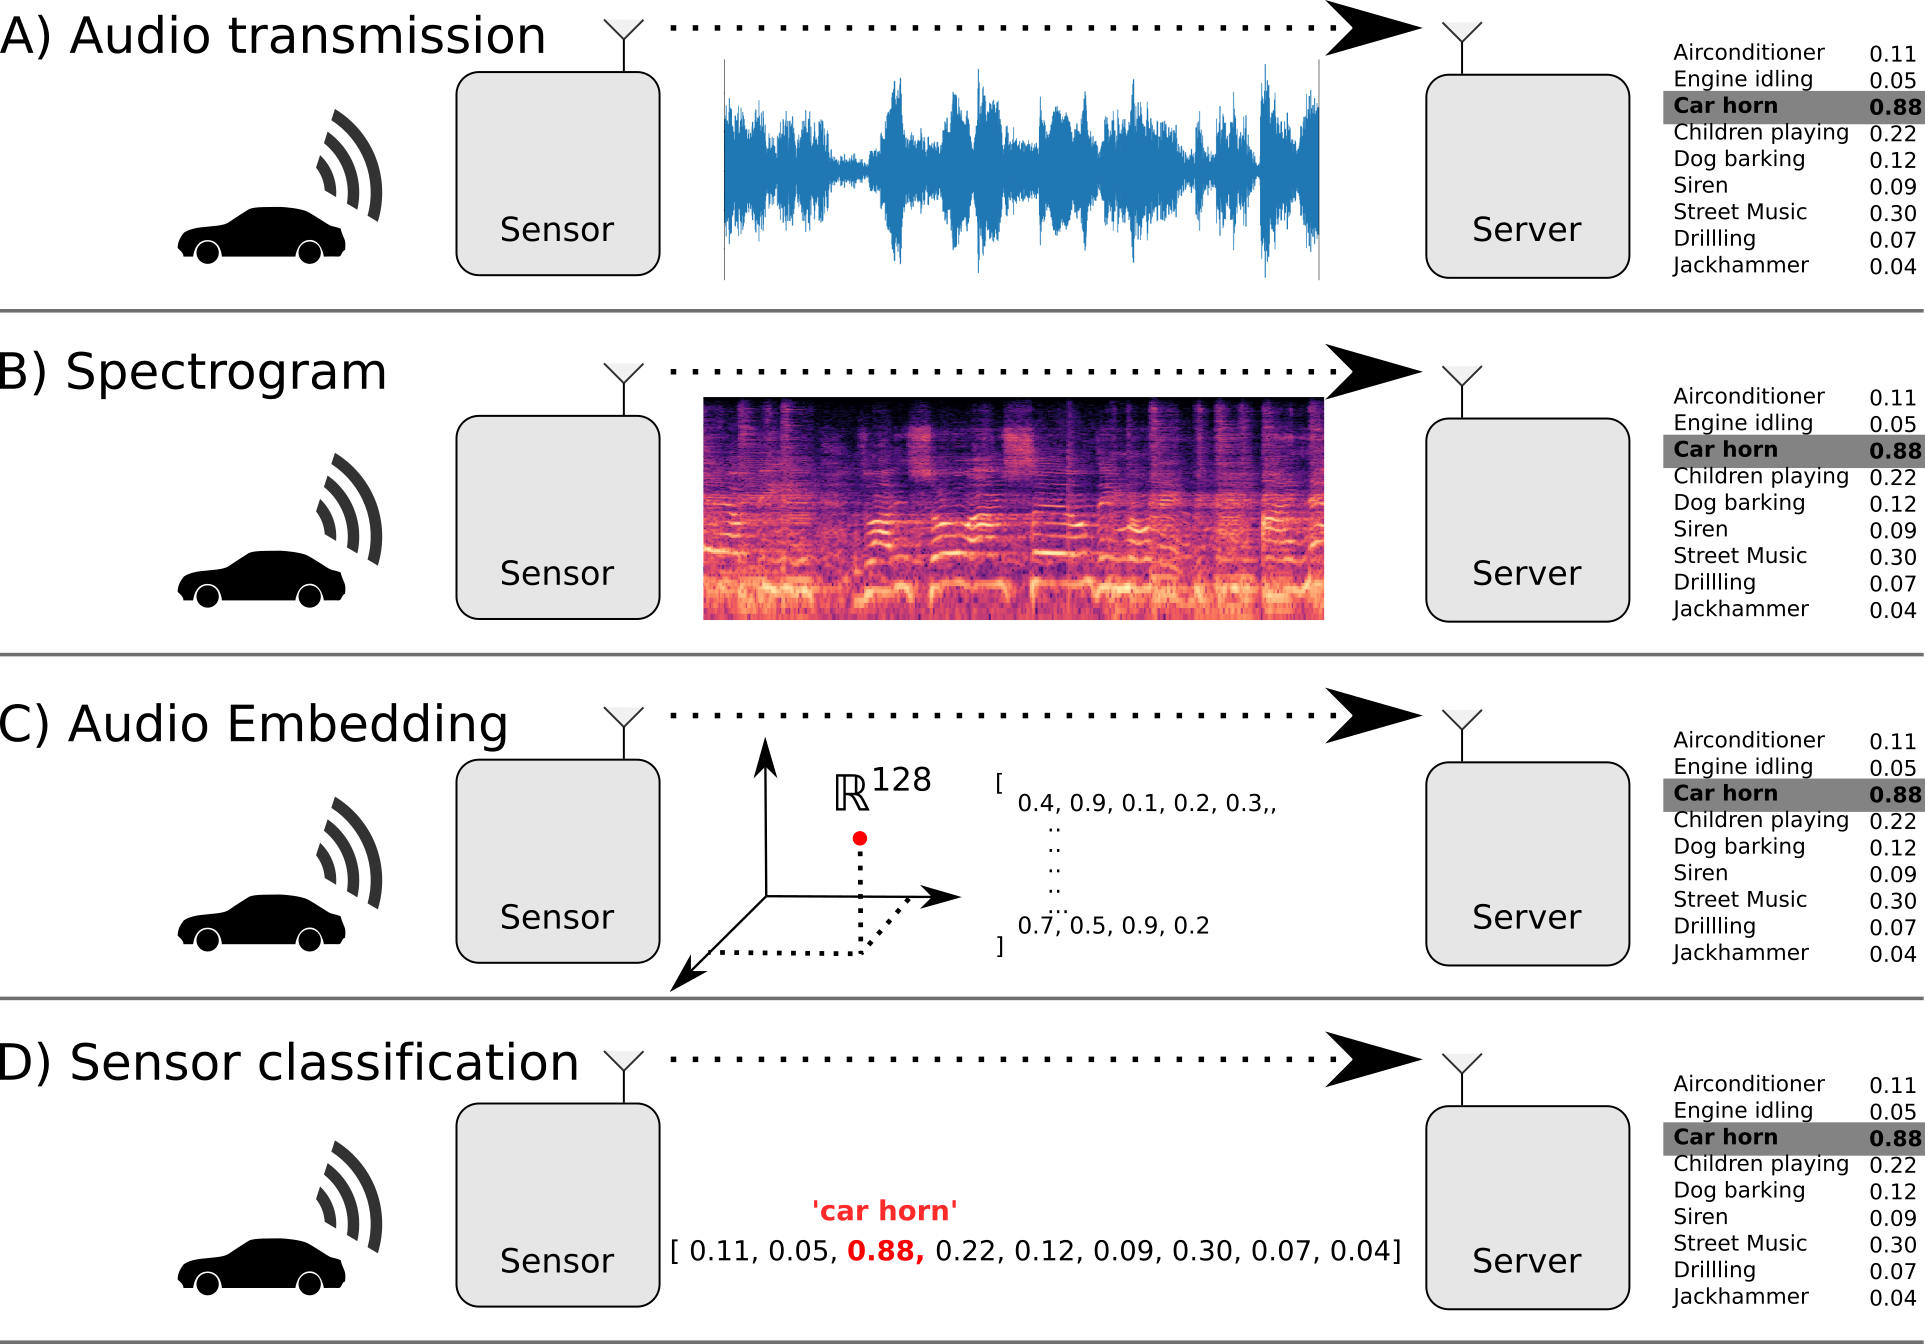 A) Audio transmission
Sensor
Server
Airconditioner 0.11
Engine idling 0.05
Car horn 0.88
Children playing 0.22
Dog barking 0.12
Siren 0.09
Street Music 0.30
Drillling 0.07
Jackhammer 0.04
B) Spectrogram
Sensor
Server
Airconditioner 0.11
Engine idling 0.05
Car horn 0.88
Children playing 0.22
Dog barking 0.12
Siren 0.09
Street Music 0.30
Drillling 0.07
Jackhammer 0.04
C) Audio Embedding
Sensor
ℝ128
[
0.4, 0.9, 0.1, 0.2, 0.3,,
..
..
..
..
...
0.7, 0.5, 0.9, 0.2
]
Server
Airconditioner 0.11
Engine idling 0.05
Car horn 0.88
Children playing 0.22
Dog barking 0.12
Siren 0.09
Street Music 0.30
Drillling 0.07
Jackhammer 0.04
D) Sensor classification
Sensor
'car horn'
[ 0.11, 0.05, 0.88, 0.22, 0.12, 0.09, 0.30, 0.07, 0.04]
Server
Airconditioner 0.11
Engine idling 0.05
Car horn 0.88
Children playing 0.22
Dog barking 0.12
Siren 0.09
Street Music 0.30
Drillling 0.07
Jackhammer 0.04